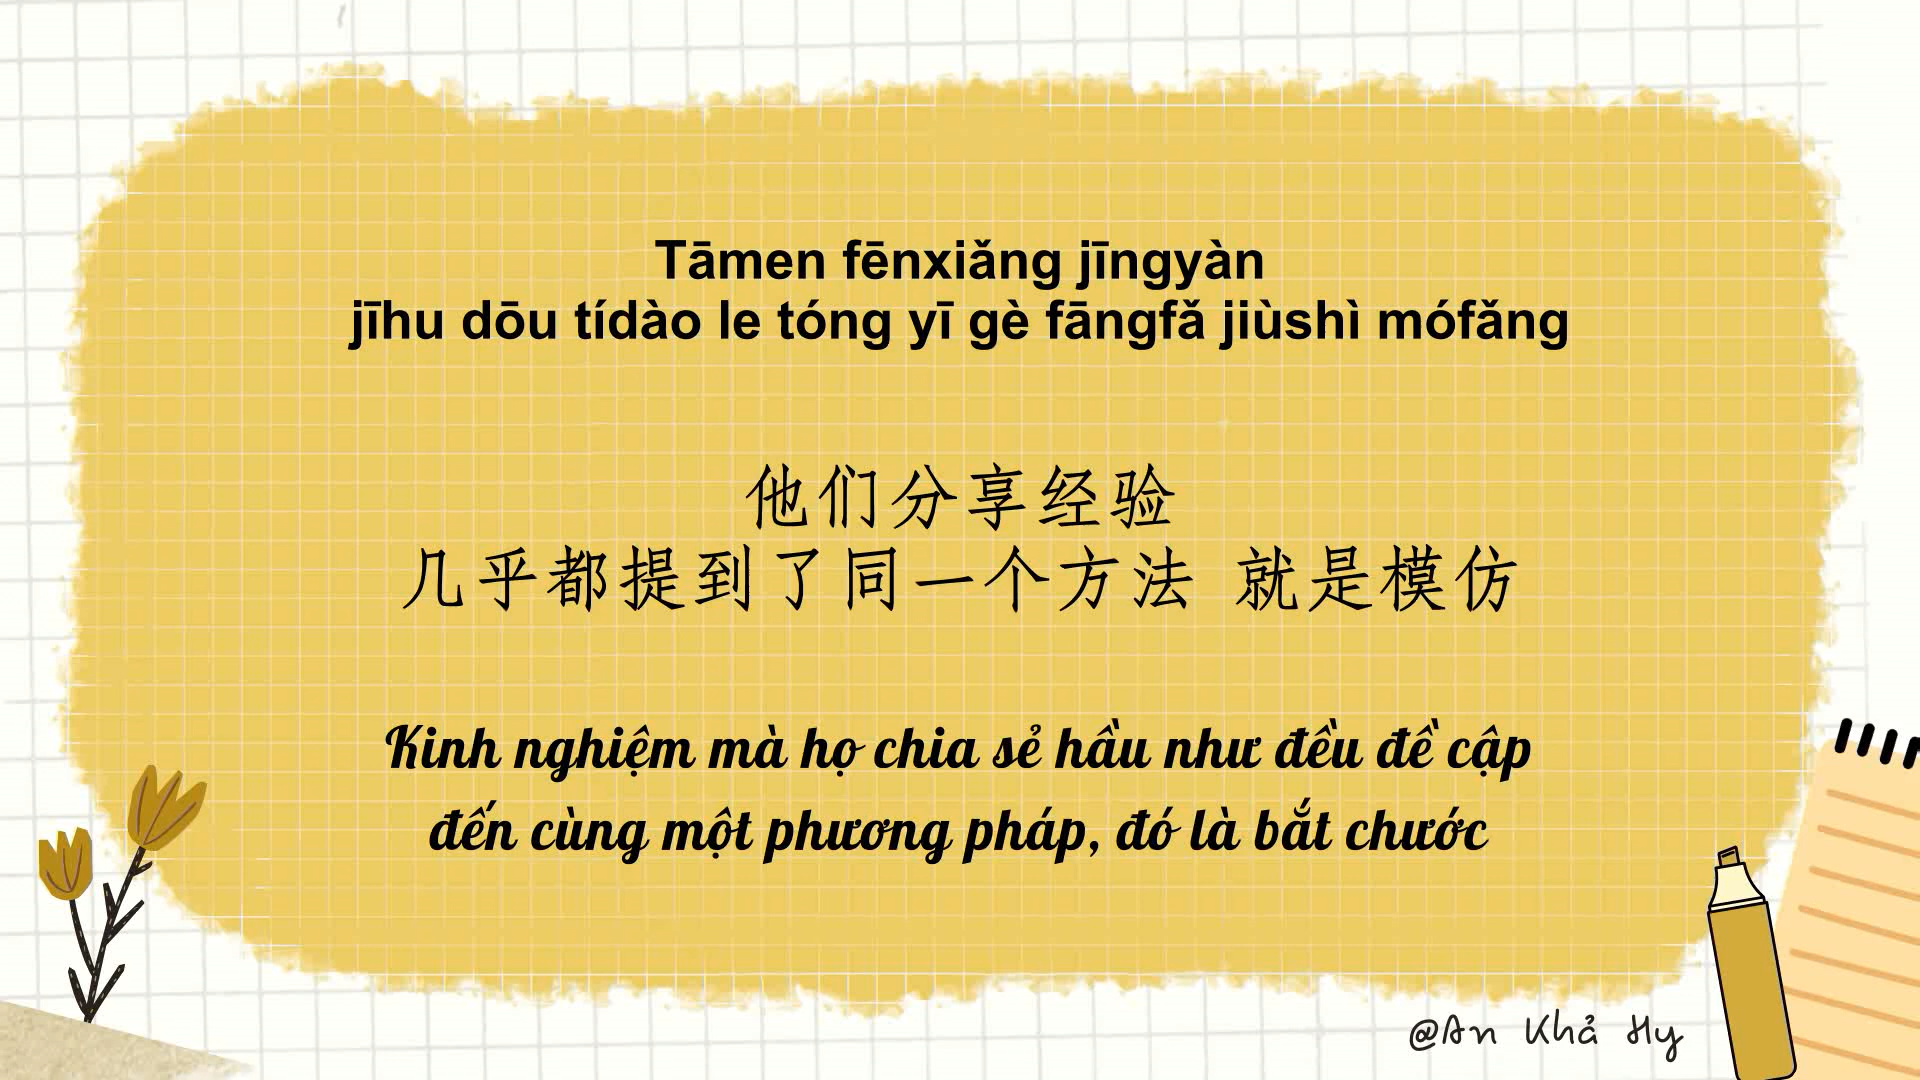 Tāmen fēnxiǎng jīngyàn
jīhu dōu tídào le tóng yī gè fāngfǎ jiùshì mófǎng
他们分享经验
几乎都提到了同一个方法 就是模仿
Kinh nghiệm mà họ chia sẻ hầu như đều đề cập
đến cùng một phương pháp, đó là bắt chước
@An Khả Hy